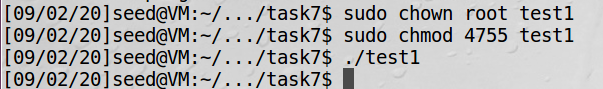 [09/02/20]seed@VM:~/.../task7$ sudo chown root test1
[09/02/20]seed@VM:~/.../task7$ sudo chmod 4755 test1
[09/02/20]seed@VM:~/.../task7$ ./test1
[09/02/20]seed@VM:~/.../task7$